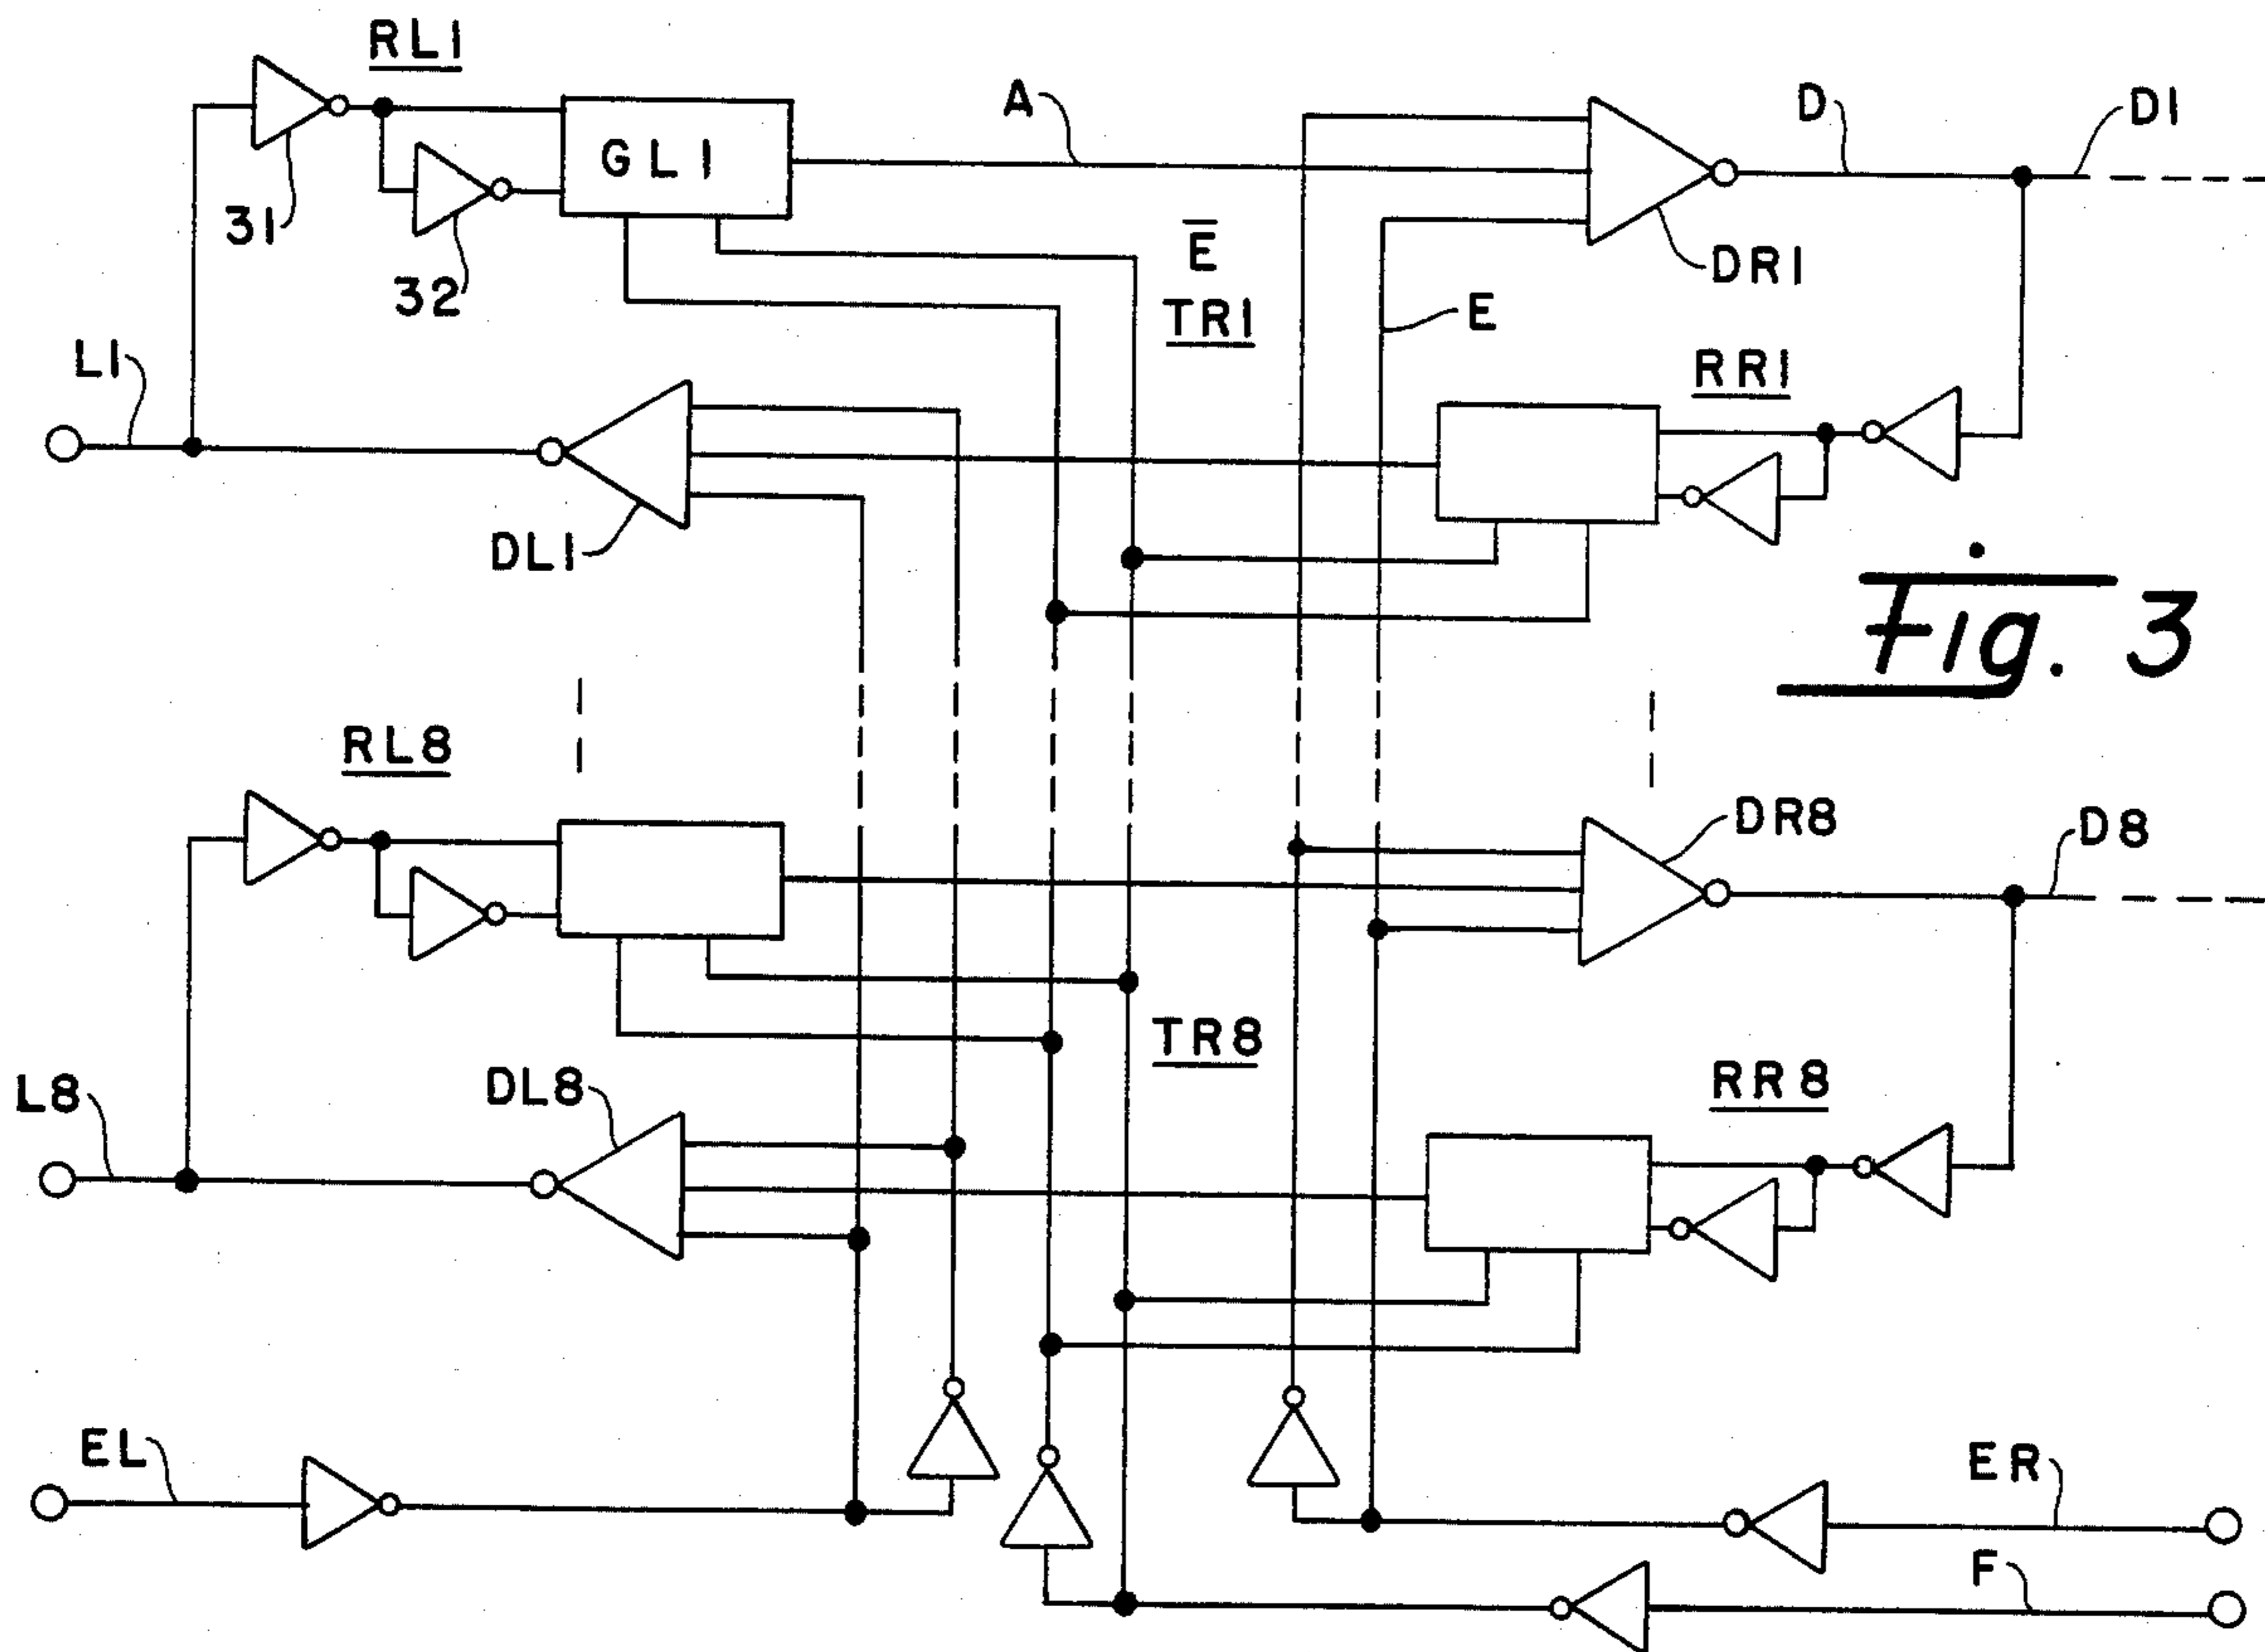 RL1
A
D
D1
GL1
31
32
E̅
TR1
E
DR1
L1
RR1
DL1
Fig. 3
RL8
DR8
D8
TR8
L8
DL8
RR8
EL
ER
F